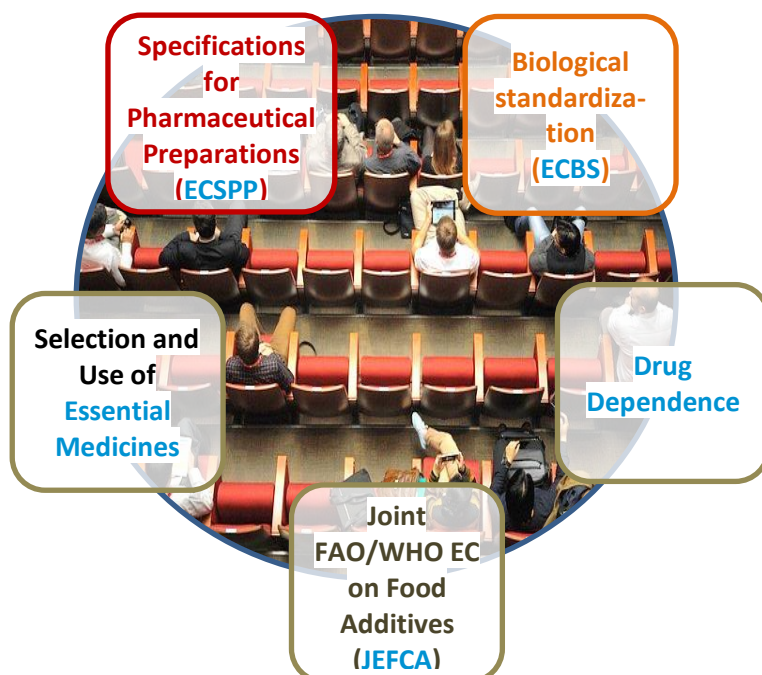 Specifications
for
Pharmaceutical
Preparations
(ECSPP)
Biological
standardiza-
tion
(ECBS)
Selection and
Use of
Essential
Medicines
Drug
Dependence
Joint
FAO/WHO EC
on Food
Additives
(JEFCA)